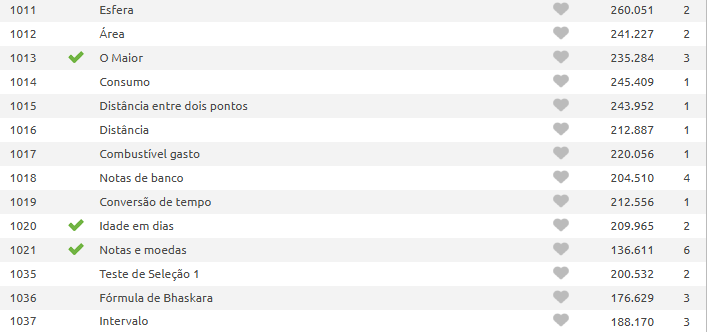 1011 Esfera 260.051 2
1012 Área 241.227 2
1013 O Maior 235.284 3
1014 Consumo 245.409 1
1015 Distância entre dois pontos 243.952 1
1016 Distância 212.887 1
1017 Combustível gasto 220.056 1
1018 Notas de banco 204.510 4
1019 Conversão de tempo 212.556 1
1020 Idade em dias 209.965 2
1021 Notas e moedas 136.611 6
1035 Teste de Seleção 1 200.532 2
1036 Fórmula de Bhaskara 176.629 3
1037 Intervalo 188.170 3